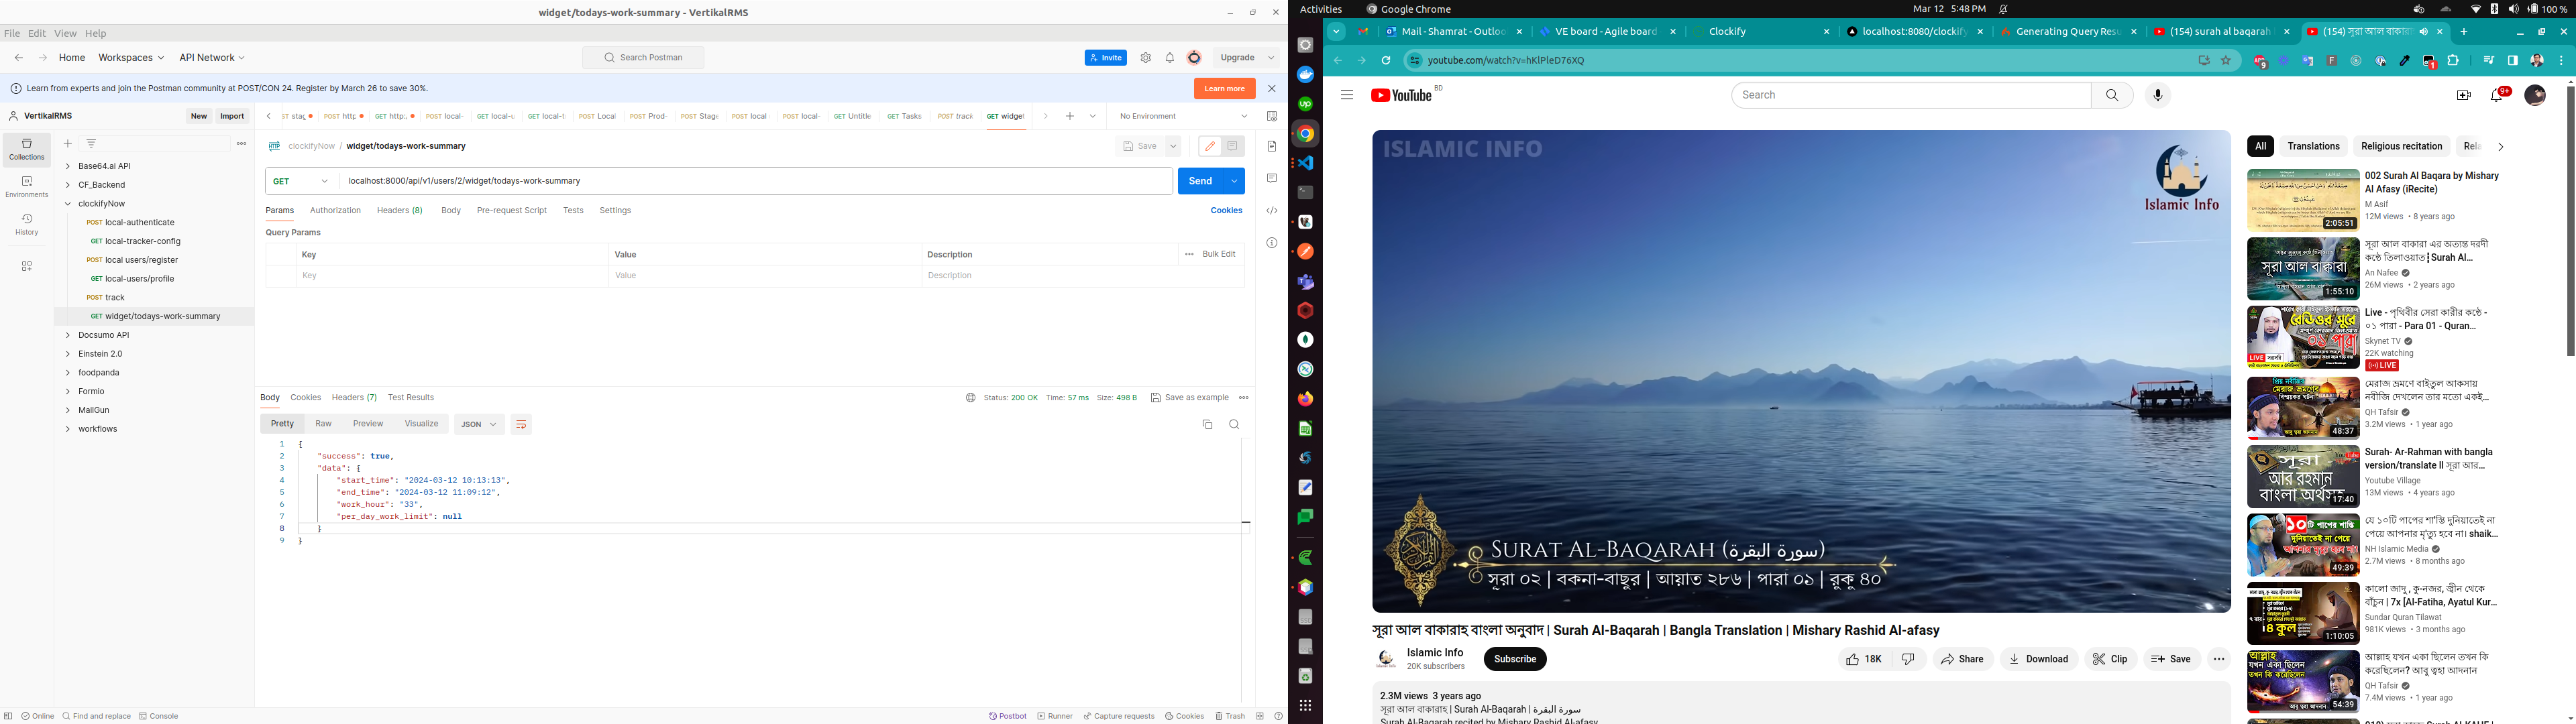 widget/todays-work-summary - VertikalRMS
File Edit View Help
Home Workspaces API Network
Search Postman
Invite
Upgrade
Learn from experts and join the Postman community at POST/CON 24. Register by March 26 to save 30%.
Learn more
VertikalRMS
New Import
POST http
GET http:
POST local-
GET local-u
GET local-t
POST Local
POST Prod-
POST Stage
POST local
POST local-
GET Untitle
GET Tasks
POST track
GET widget
No Environment
Collections
Environments
History
Base64.ai API
CF_Backend
clockifyNow
POST local-authenticate
GET local-tracker-config
POST local users/register
GET local-users/profile
POST track
GET widget/todays-work-summary
Docsumo API
Einstein 2.0
foodpanda
Formio
MailGun
workflows
clockifyNow / widget/todays-work-summary
Save
GET localhost:8000/api/v1/users/2/widget/todays-work-summary
Send
Params Authorization Headers (8) Body Pre-request Script Tests Settings
Cookies
Query Params
Key Value Description
Bulk Edit
Key Value Description
Body Cookies Headers (7) Test Results
Status: 200 OK Time: 57 ms Size: 498 B
Save as example
Pretty Raw Preview Visualize JSON
1 {
2 "success": true,
3 "data": {
4 "start_time": "2024-03-12 10:13:13",
5 "end_time": "2024-03-12 11:09:12",
6 "work_hour": "33",
7 "per_day_work_limit": null
8 }
9 }
Online Find and replace Console
Postbot Runner Capture requests Cookies Trash
Activities Google Chrome
Mar 12 5:48 PM
100 %
Mail - Shamrat - Outloo
VE board - Agile board
Clockify
localhost:8080/clockify
Generating Query Resu
(154) surah al baqarah
(154) সূরা আল বাকারা
youtube.com/watch?v=hKlPleD76XQ
YouTube BD
Search
9+
ISLAMIC INFO
Islamic Info
SURAT AL-BAQARAH (سورة البقرة)
সূরা ০২ | বকনা-বাছুর | আয়াত ২৮৬ | পারা ০১ | রুকু ৪০
সূরা আল বাকারাহ বাংলা অনুবাদ | Surah Al-Baqarah | Bangla Translation | Mishary Rashid Al-afasy
Islamic Info
20K subscribers
Subscribe
18K
Share
Download
Clip
Save
2.3M views 3 years ago
সূরা আল বাকারাহ | Surah Al-Baqarah | سورة البقرة
Surah Al-Baqarah recited by Mishary Rashid Al-afasy
All Translations Religious recitation Rela
002 Surah Al Baqara by Mishary
Al Afasy (iRecite)
M Asif
12M views • 8 years ago
2:05:51
সূরা আল বাকারা এর অত্যন্ত দরদী
কন্ঠে তিলাওয়াত┇Surah Al...
An Nafee
26M views • 2 years ago
সূরা আল বাক্বারা
1:55:10
Live - পৃথিবীর সেরা কারীর কন্ঠে -
০১ পারা - Para 01 - Quran...
Skynet TV
22K watching
LIVE
রেডিওর সুরে
০১ পারা
LIVE
মেরাজ ভ্রমণে বাইতুল আকসায়
নবীজি দেখলেন তার মতো একই...
QH Tafsir
3.2M views • 1 year ago
48:37
Surah- Ar-Rahman with bangla
version/translate ll সূরা আর...
Youtube Village
13M views • 4 years ago
সূরা
আর রহমান
বাংলা অর্থসহ
17:40
যে ১০টি পাপের শা'স্তি দুনিয়াতেই না
পেয়ে আপনার মৃ'ত্যু হবে না। shaik...
NH Islamic Media
2.7M views • 8 months ago
১০টি পাপের শাস্তি
49:39
কালো জাদু , কু-নজর, জ্বীন থেকে
বাঁচুন | 7x [Al-Fatiha, Ayatul Kur...
Sundar Quran Tilawat
981K views • 3 months ago
৪ কুল
1:10:05
আল্লাহ যখন একা ছিলেন তখন কি
করেছিলেন? আবু ত্বহা আদনান
QH Tafsir
7.4M views • 1 year ago
আল্লাহ
যখন একা ছিলেন
তখন কি করেছিলেন
54:39